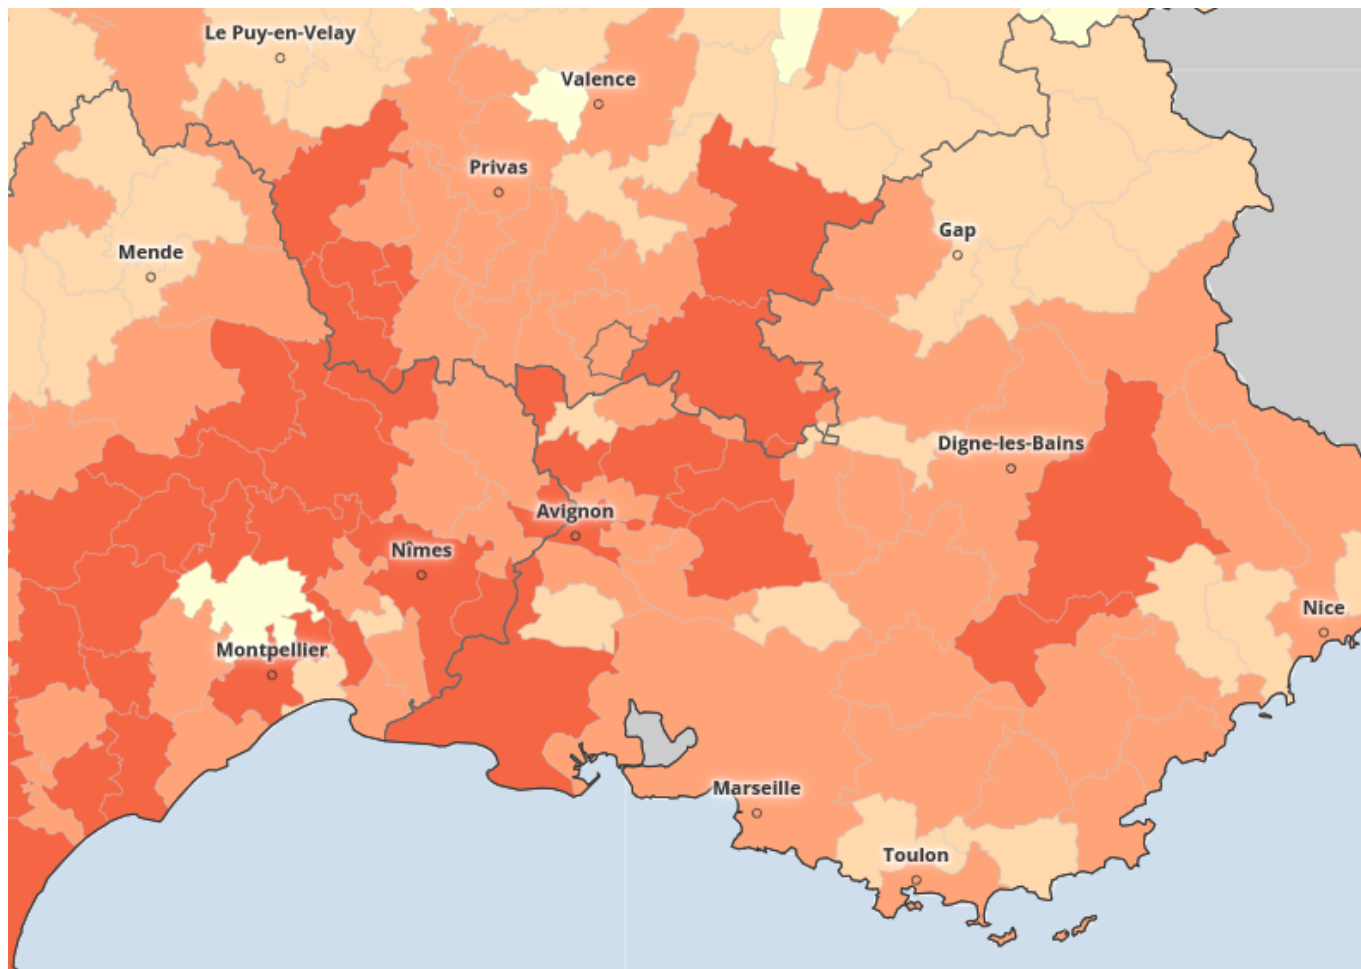 Le Puy-en-Velay
Valence
Privas
Gap
Mende
Digne-les-Bains
Avignon
Nîmes
Nice
Montpellier
Marseille
Toulon